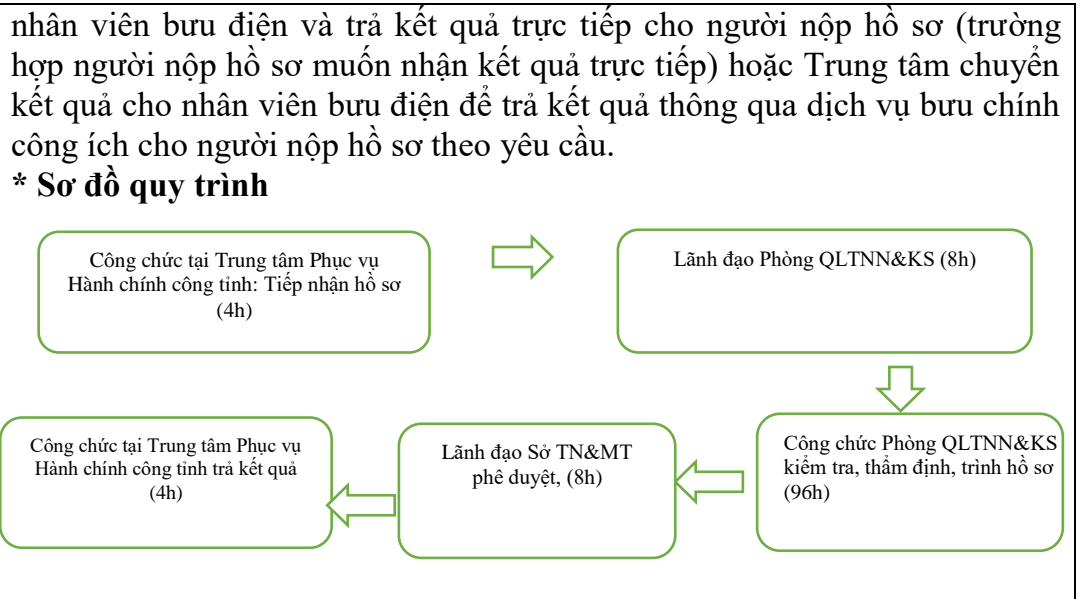 nhân viên bưu điện và trả kết quả trực tiếp cho người nộp hồ sơ (trường
hợp người nộp hồ sơ muốn nhận kết quả trực tiếp) hoặc Trung tâm chuyển
kết quả cho nhân viên bưu điện để trả kết quả thông qua dịch vụ bưu chính
công ích cho người nộp hồ sơ theo yêu cầu.
* Sơ đồ quy trình
Công chức tại Trung tâm Phục vụ
Hành chính công tỉnh: Tiếp nhận hồ sơ
(4h)
Lãnh đạo Phòng QLTNN&KS (8h)
Công chức Phòng QLTNN&KS
kiểm tra, thẩm định, trình hồ sơ
(96h)
Lãnh đạo Sở TN&MT
phê duyệt, (8h)
Công chức tại Trung tâm Phục vụ
Hành chính công tỉnh trả kết quả
(4h)